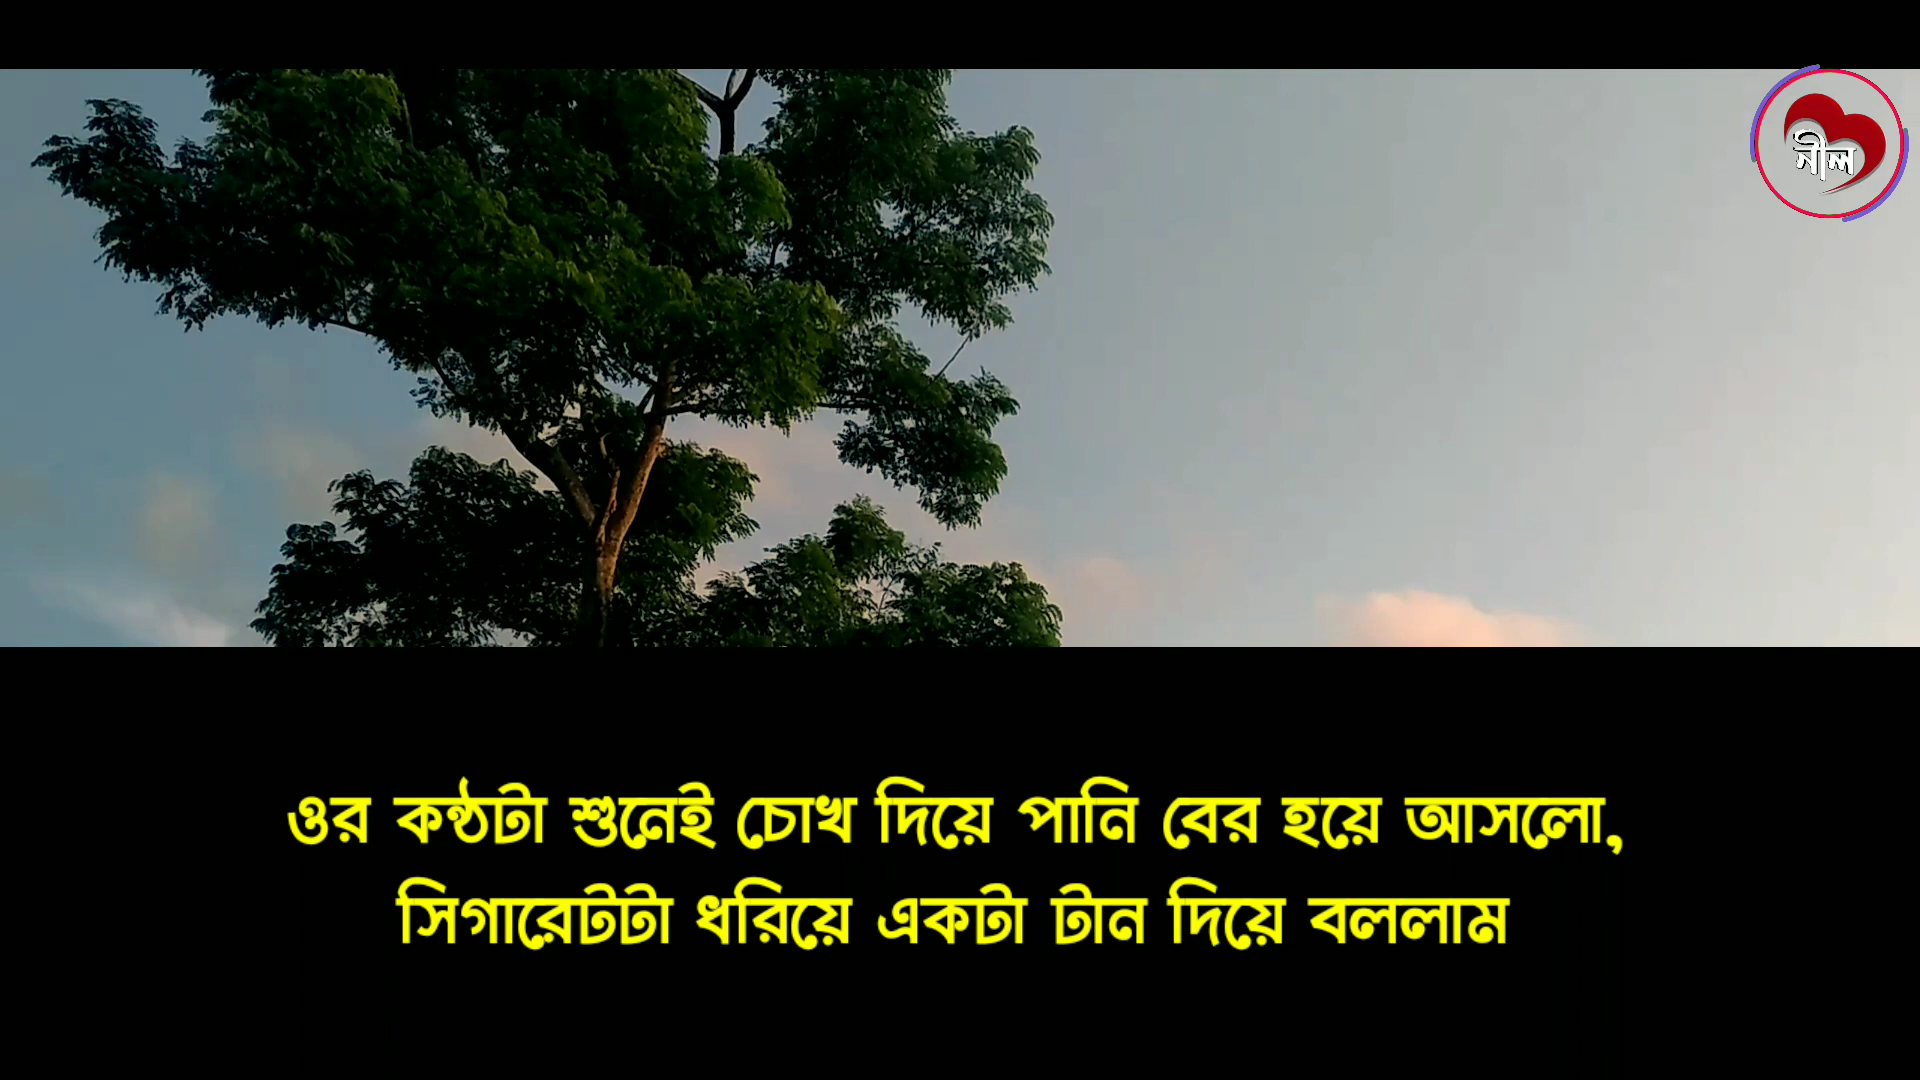 নীল
ওর কন্ঠটা শুনেই চোখ দিয়ে পানি বের হয়ে আসলো,
সিগারেটটা ধরিয়ে একটা টান দিয়ে বললাম